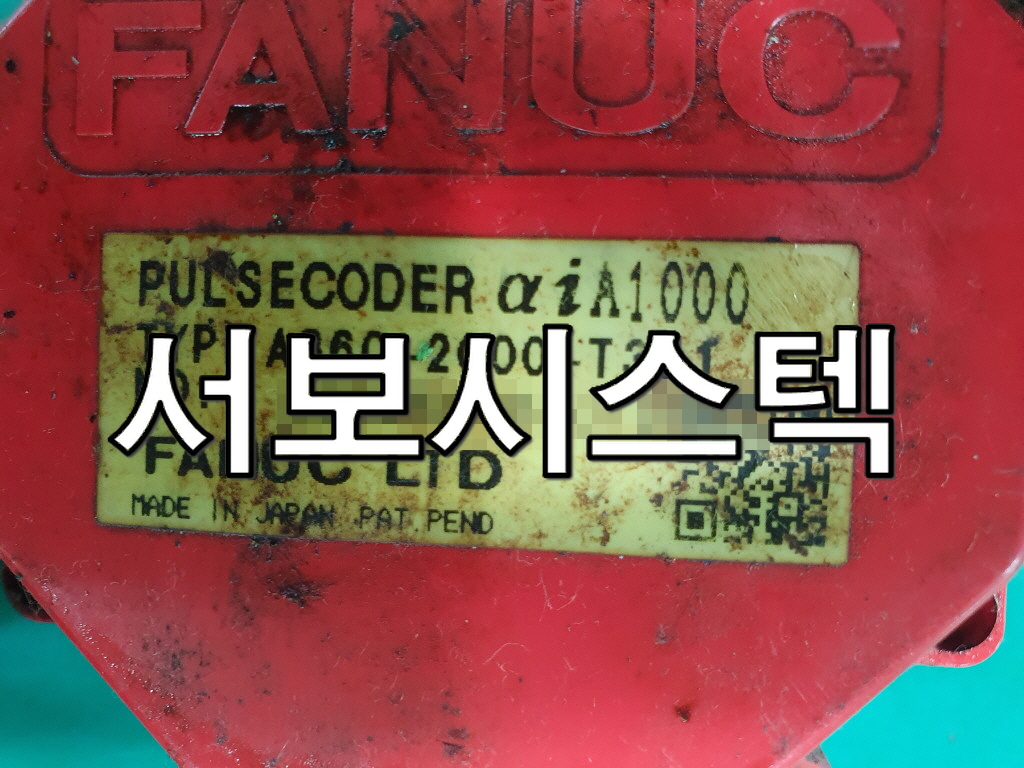 FANUC
PULSECODER αiA1000
서보시스텍
FANUC LTD
MADE IN JAPAN PAT.PEND